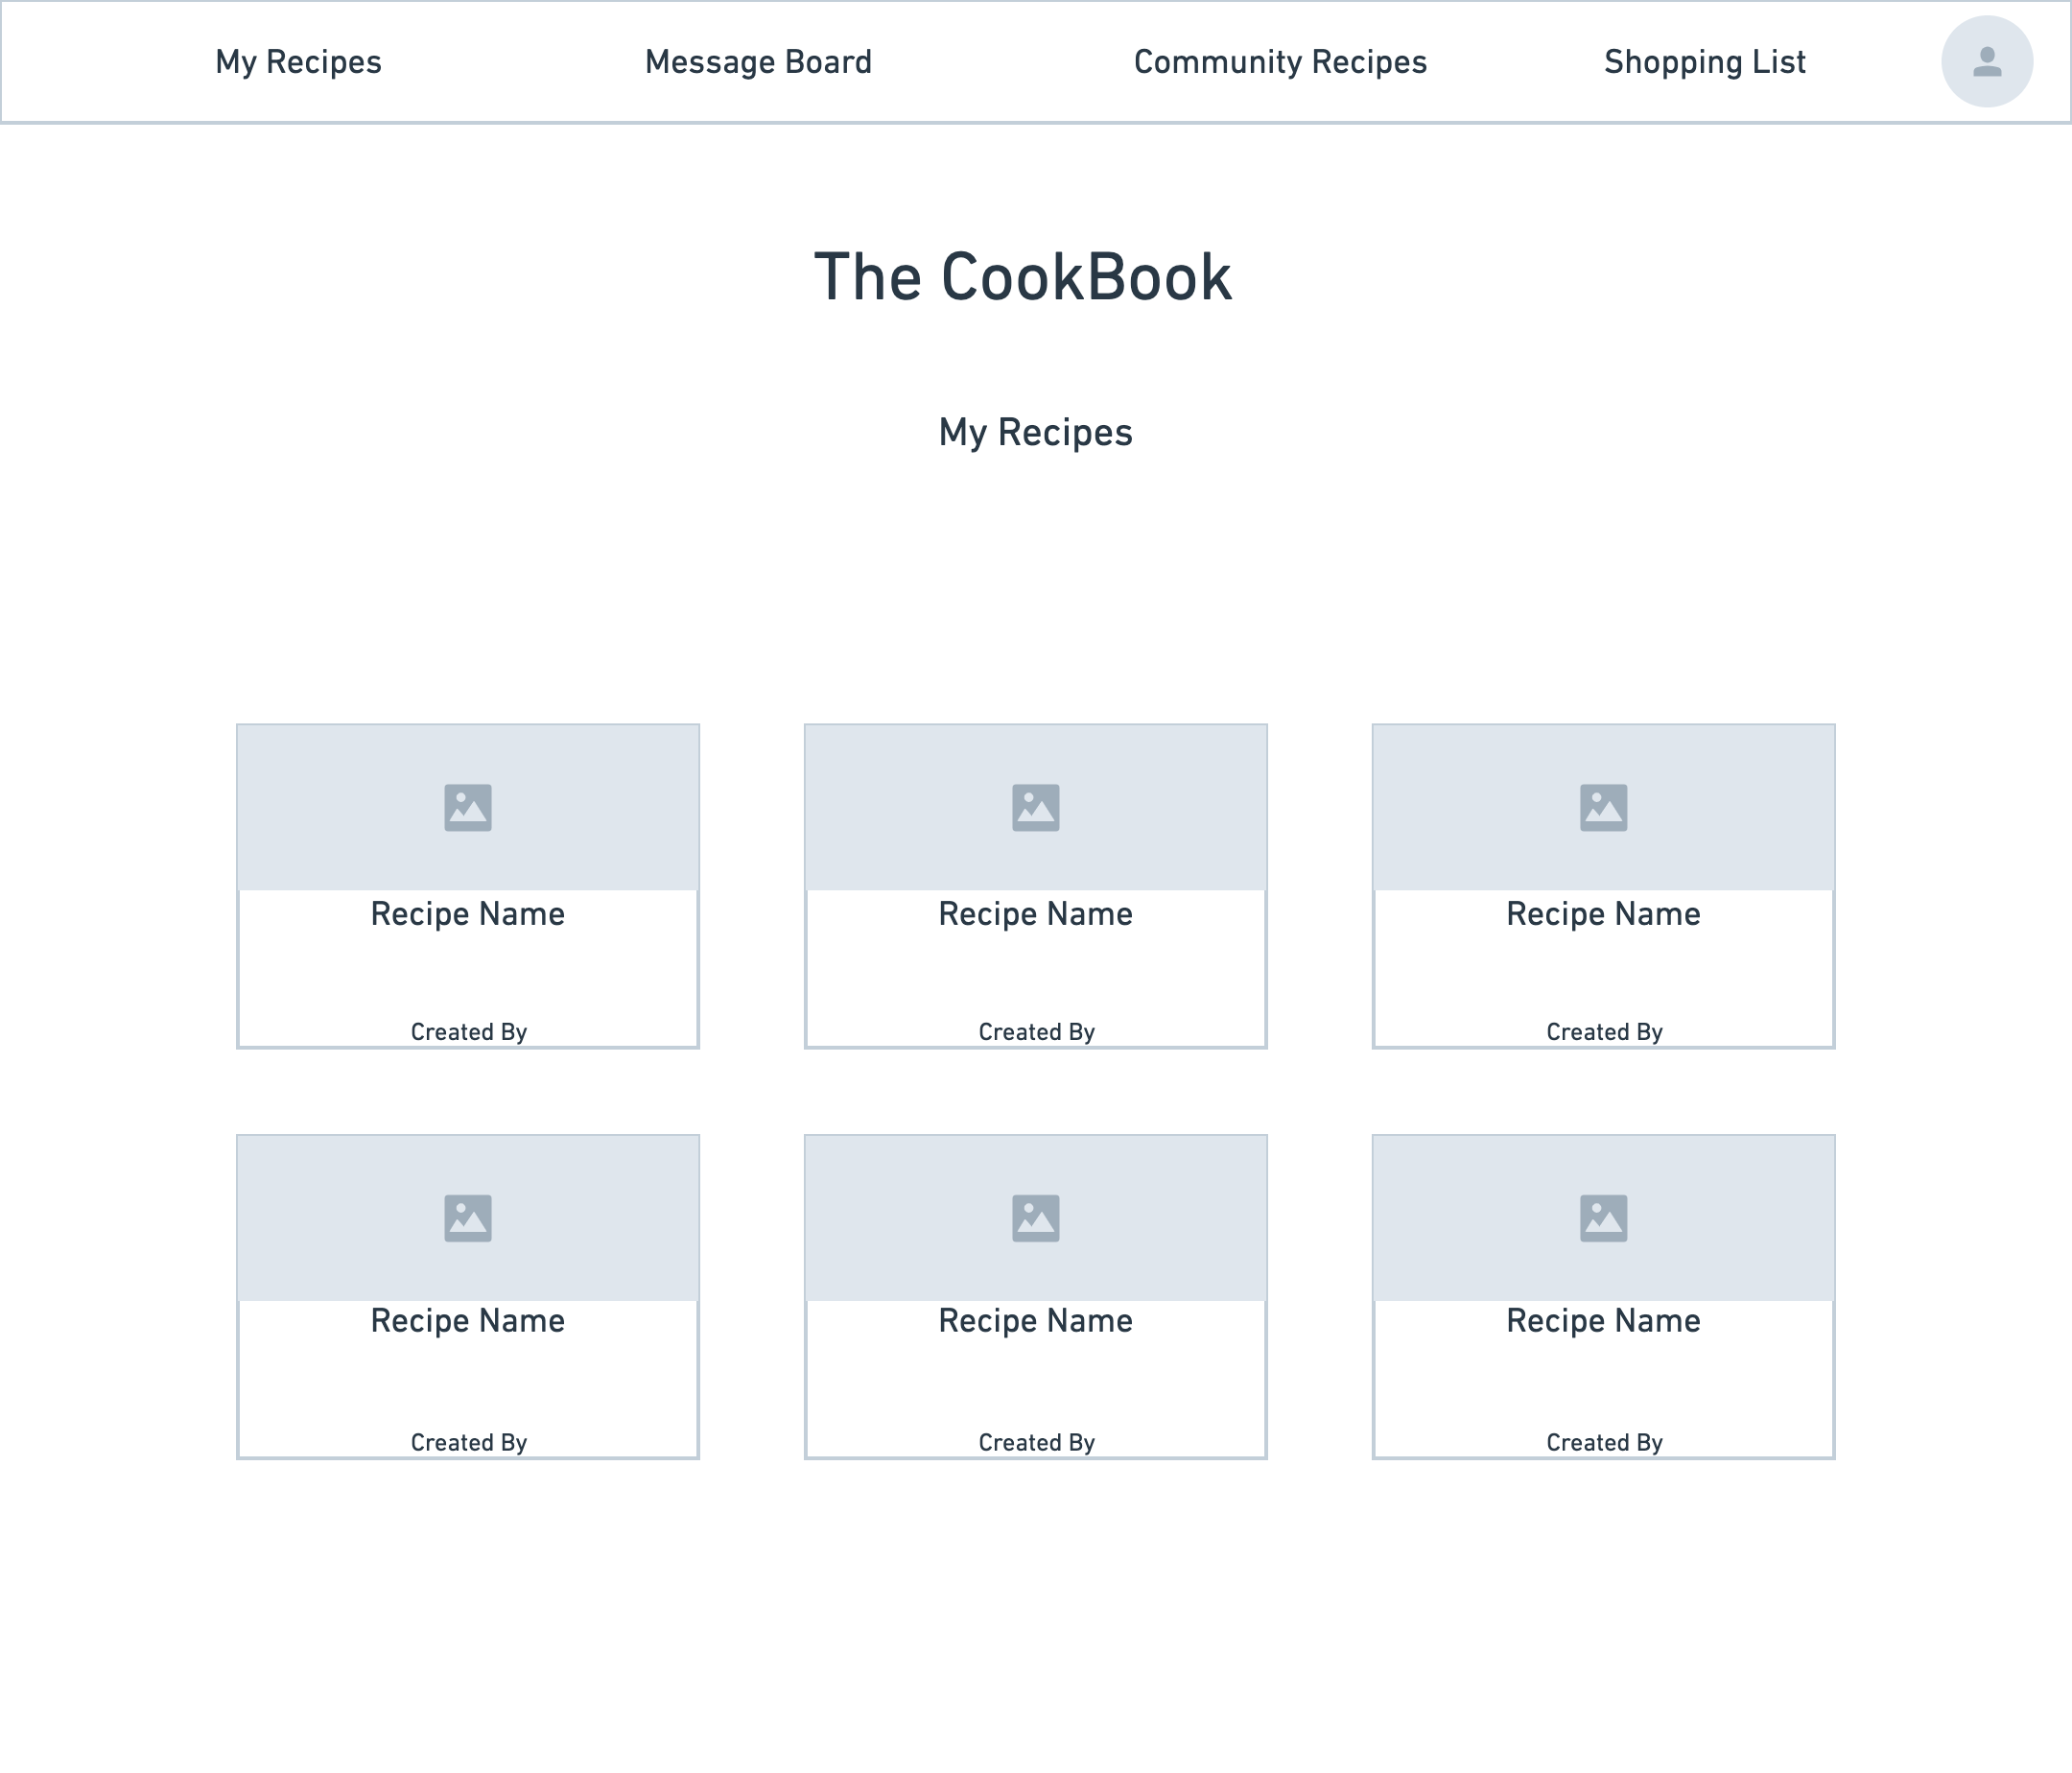 My Recipes Message Board Community Recipes Shopping List
The CookBook
My Recipes
Recipe Name Recipe Name Recipe Name
Created By Created By Created By
Recipe Name Recipe Name Recipe Name
Created By Created By Created By